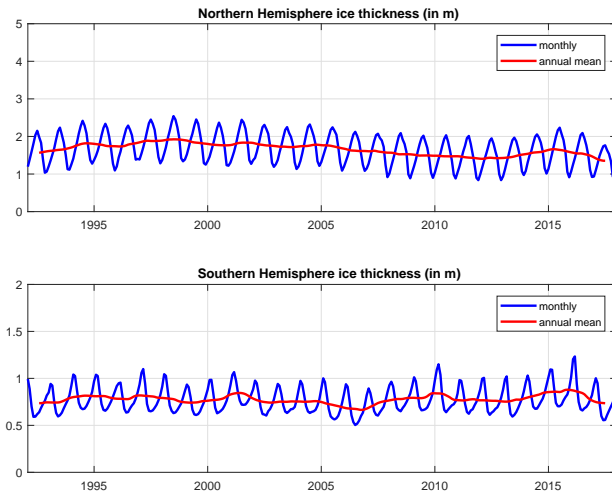 Northern Hemisphere ice thickness (in m)
5
4
3
2
1
0
monthly
annual mean
1995 2000 2005 2010 2015
Southern Hemisphere ice thickness (in m)
2
1.5
1
0.5
0
monthly
annual mean
1995 2000 2005 2010 2015